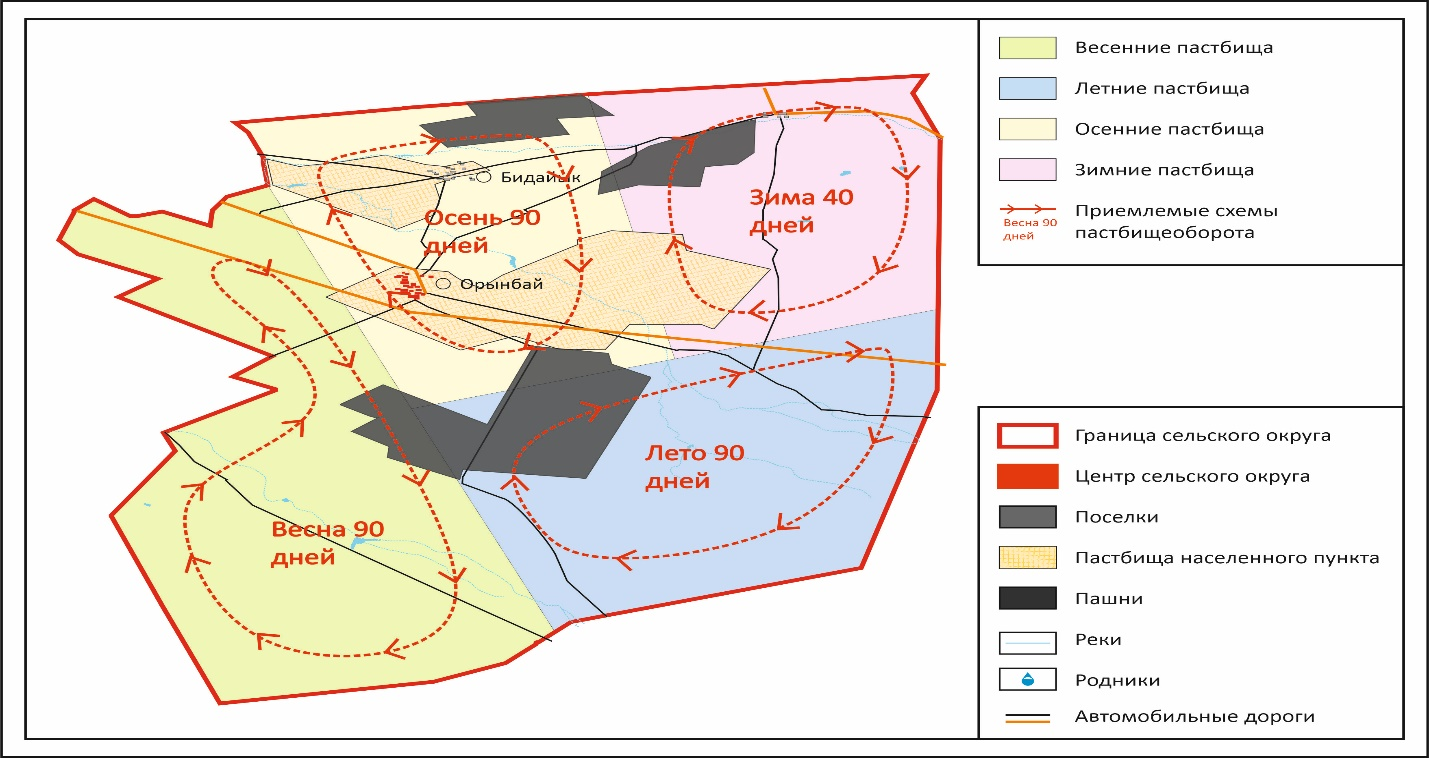 Бидайык
Осень 90
дней
Орынбай
Зима 40
дней
Лето 90
дней
Весна 90
дней
Весенние пастбища
Летние пастбища
Осенние пастбища
Зимние пастбища
Весна 90
дней
Приемлемые схемы
пастбищеоборота
Граница сельского округа
Центр сельского округа
Поселки
Пастбища населенного пункта
Пашни
Реки
Родники
Автомобильные дороги